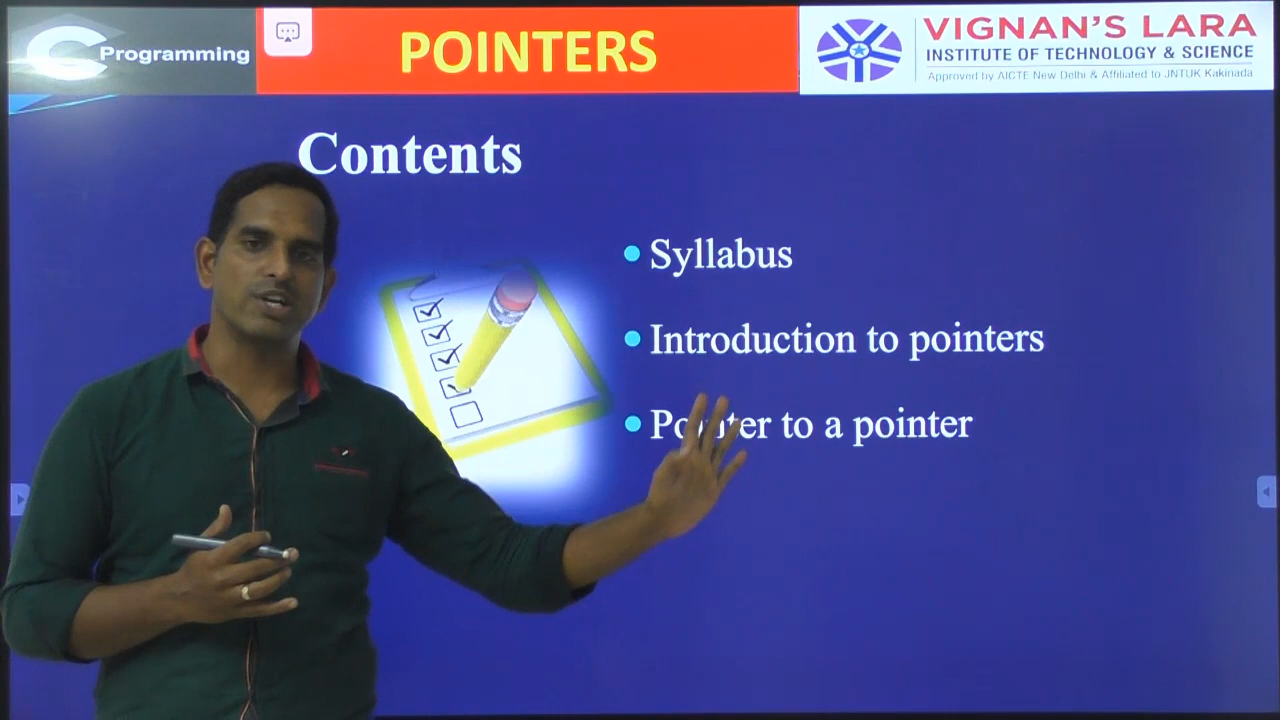 C Programming
POINTERS
VIGNAN'S LARA
INSTITUTE OF TECHNOLOGY & SCIENCE
Approved by AICTE New Delhi & Affiliated to JNTUK Kakinada
Contents
Syllabus
Introduction to pointers
Pointer to a pointer